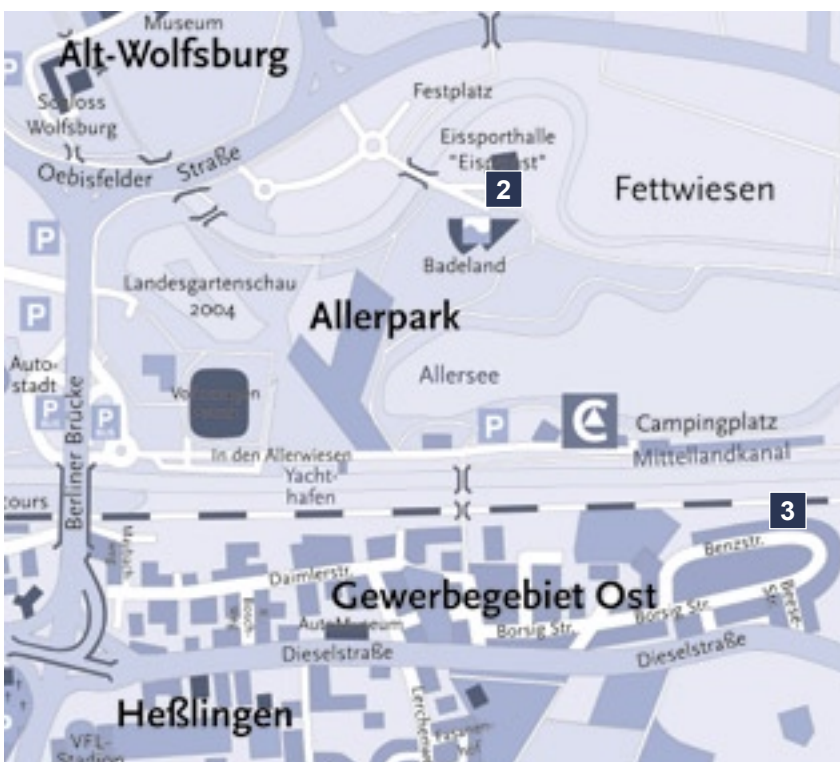 Museum
Alt-Wolfsburg
P
Schloss
Wolfsburg
Festplatz
Eissporthalle
Oebisfelder Straße
2
Fettwiesen
P
Badeland
Landesgartenschau
2004
Allerpark
P
Auto-
stadt
Allersee
P
P
P
Campingplatz
Berliner Brücke
In den Allerwiesen
Mittellandkanal
Yacht-
hafen
tours
3
Benzstr.
Daimlerstr.
Gewerbegebiet Ost
Borsig Str.
Borsig Str.
AutoMuseum
Dieselstraße
Dieselstraße
Heßlingen
VFL-
Stadion